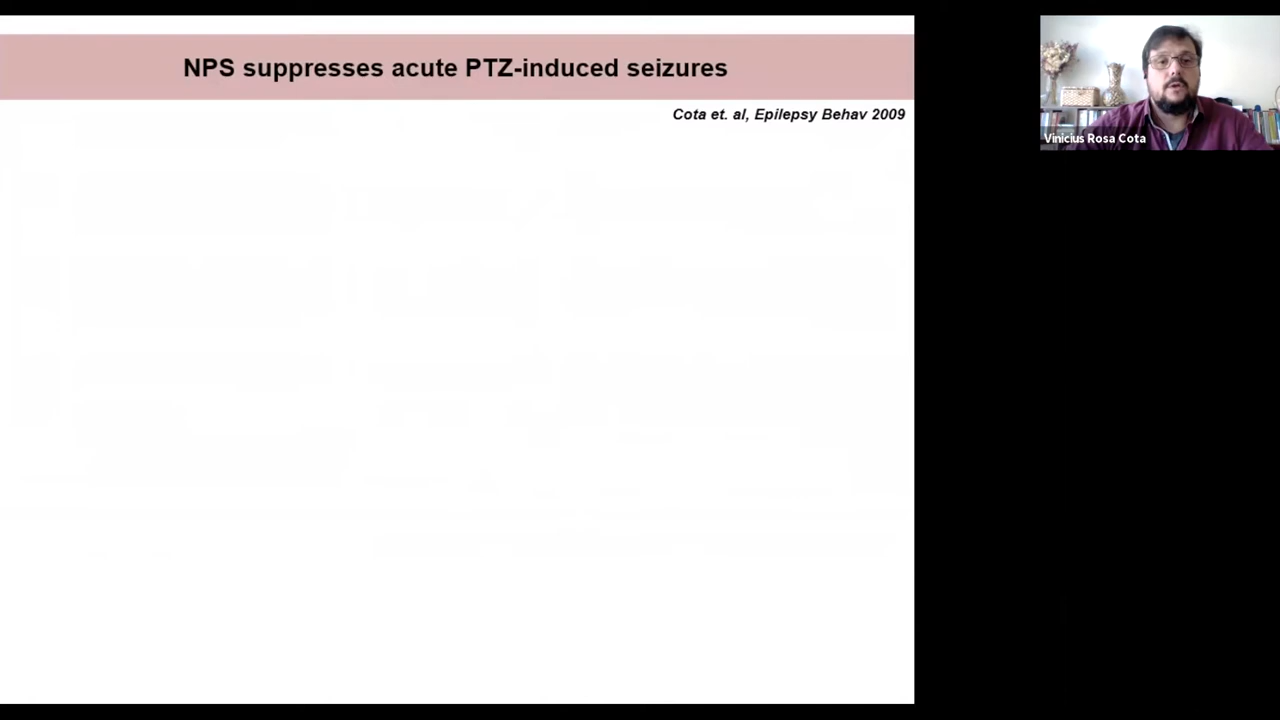 NPS suppresses acute PTZ-induced seizures
Cota et. al, Epilepsy Behav 2009
Vinicius Rosa Cota